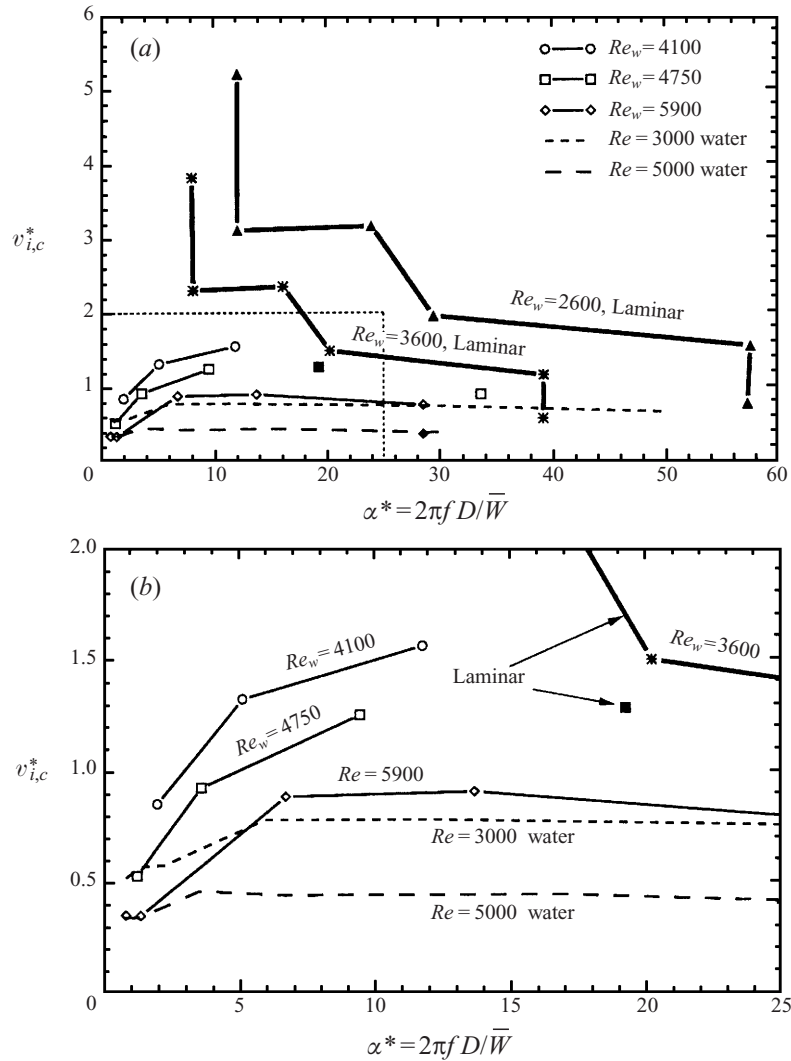 (a)
Re_w = 4100
Re_w = 4750
Re_w = 5900
Re = 3000 water
Re = 5000 water
6
5
4
3
2
1
0
v*_{i,c}
Re_w = 2600, Laminar
Re_w = 3600, Laminar
0 10 20 30 40 50 60
α* = 2πf D/W̅
(b)
2.0
1.5
1.0
0.5
0
v*_{i,c}
Re_w = 4100
Re_w = 4750
Re = 5900
Re_w = 3600
Laminar
Re = 3000 water
Re = 5000 water
0 5 10 15 20 25
α* = 2πf D/W̅